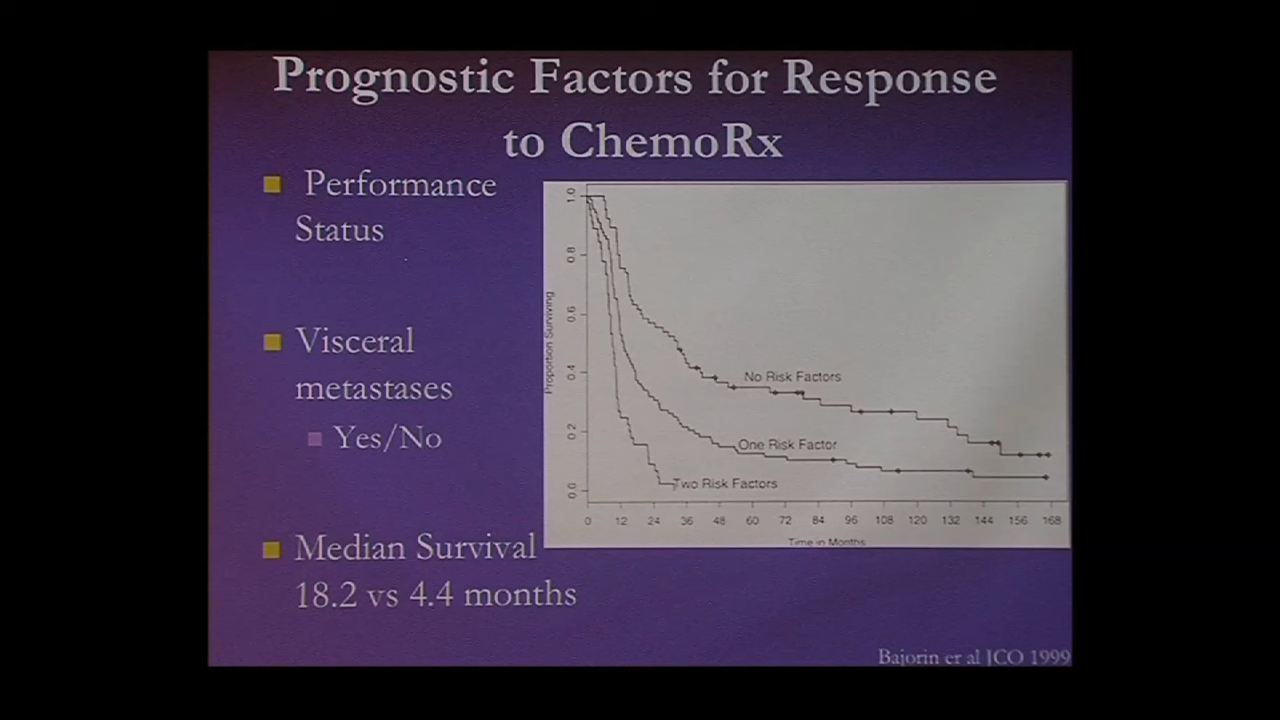 Prognostic Factors for Response
to ChemoRx
Performance
Status
Visceral
metastases
Yes/No
Median Survival
18.2 vs 4.4 months
Proportion Surviving
1.0
0.8
0.6
0.4
0.2
0.0
No Risk Factors
One Risk Factor
Two Risk Factors
0 12 24 36 48 60 72 84 96 108 120 132 144 156 168
Time in Months
Bajorin er al JCO 1999